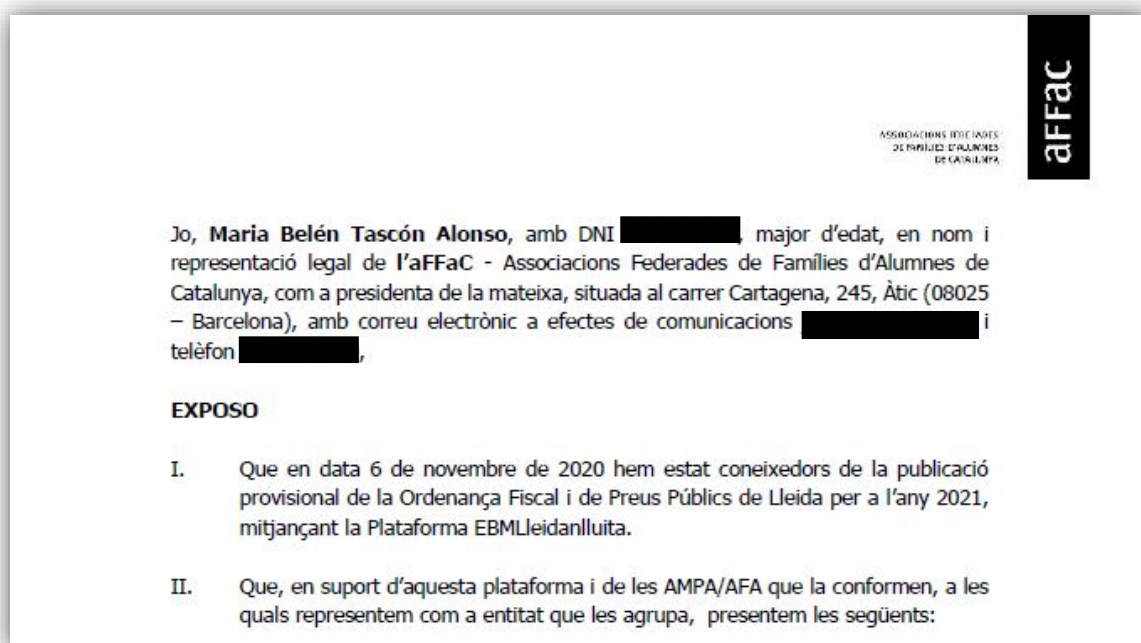 aFFaC
ASSOCIACIONS FEDERADES
DE FAMÍLIES D'ALUMNES
DE CATALUNYA
Jo, Maria Belén Tascón Alonso, amb DNI , major d'edat, en nom i
representació legal de l'aFFaC - Associacions Federades de Famílies d'Alumnes de
Catalunya, com a presidenta de la mateixa, situada al carrer Cartagena, 245, Àtic (08025
– Barcelona), amb correu electrònic a efectes de comunicacions i
telèfon ,
EXPOSO
I. Que en data 6 de novembre de 2020 hem estat coneixedors de la publicació
provisional de la Ordenança Fiscal i de Preus Públics de Lleida per a l'any 2021,
mitjançant la Plataforma EBMLleidanlluita.
II. Que, en suport d'aquesta plataforma i de les AMPA/AFA que la conformen, a les
quals representem com a entitat que les agrupa, presentem les següents: